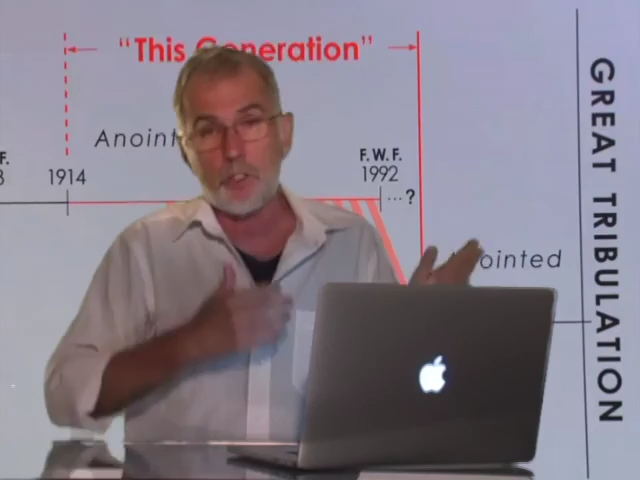 "This Generation"
F.W.F.
1914
1992
...?
GREAT TRIBULATION